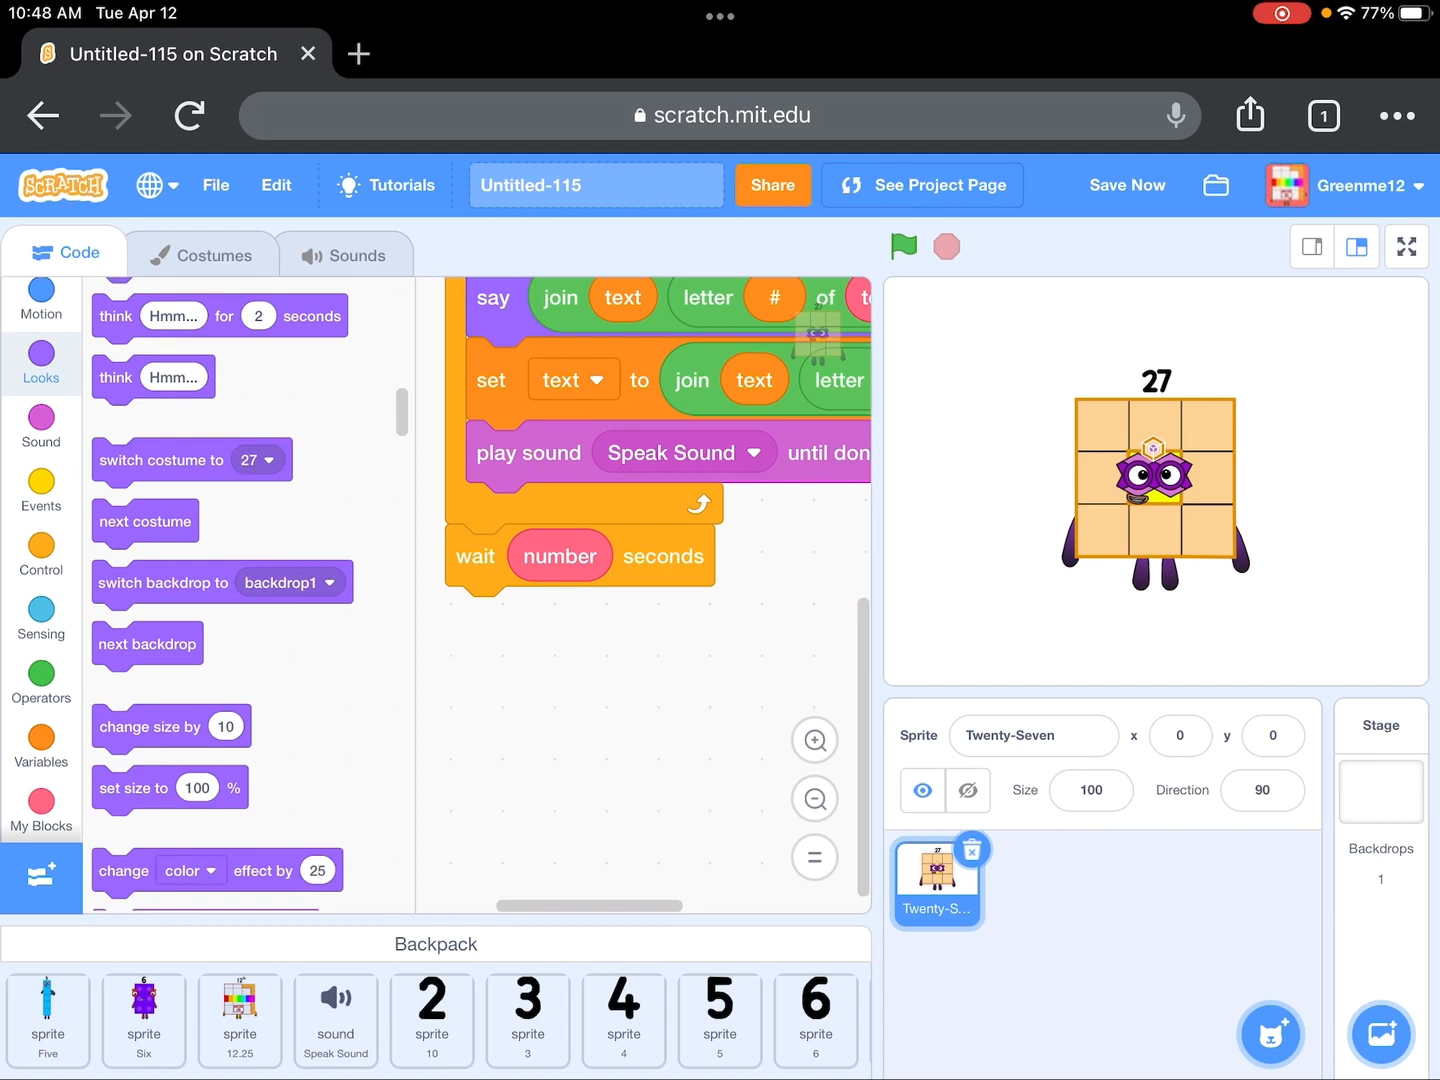 10:48 AM Tue Apr 12
77%
Untitled-115 on Scratch
scratch.mit.edu
1
SCRATCH
File
Edit
Tutorials
Untitled-115
Share
See Project Page
Save Now
Greenme12
Code
Costumes
Sounds
Motion
Looks
Sound
Events
Control
Sensing
Operators
Variables
My Blocks
think Hmm... for 2 seconds
think Hmm...
switch costume to 27
next costume
switch backdrop to backdrop1
next backdrop
change size by 10
set size to 100 %
change color effect by 25
say join text letter # of
27
set text to join text letter
play sound Speak Sound until don
wait number seconds
27
Sprite Twenty-Seven x 0 y 0
Size 100 Direction 90
27
Twenty-S...
Stage
Backdrops
1
Backpack
sprite
Five
6
sprite
Six
sprite
12.25
sound
Speak Sound
2
sprite
10
3
sprite
3
4
sprite
4
5
sprite
5
6
sprite
6